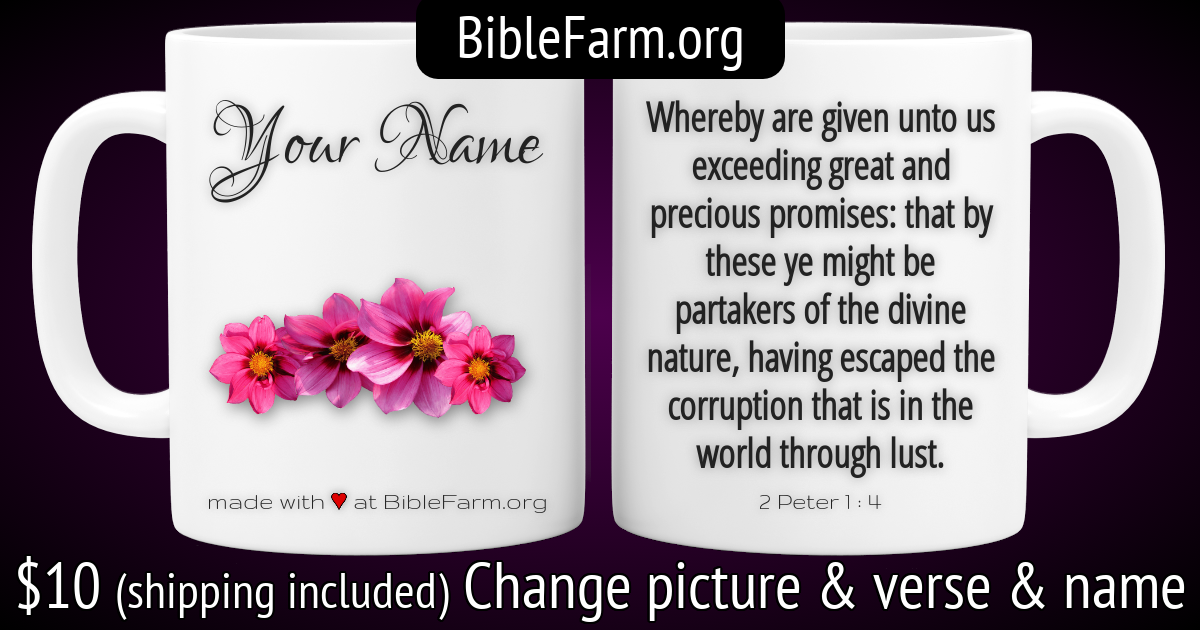 BibleFarm.org
Your Name
made with ♥ at BibleFarm.org
Whereby are given unto us
exceeding great and
precious promises: that by
these ye might be
partakers of the divine
nature, having escaped the
corruption that is in the
world through lust.
2 Peter 1 : 4
$10 (shipping included) Change picture & verse & name